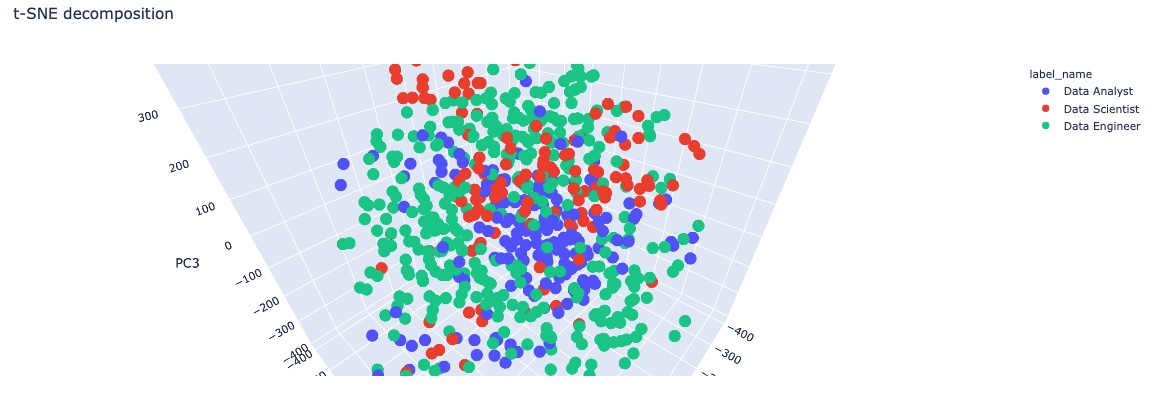 t-SNE decomposition
label_name
Data Analyst
Data Scientist
Data Engineer
300
200
100
0
PC3
−100
−200
−300
−400
−400
−400
−300